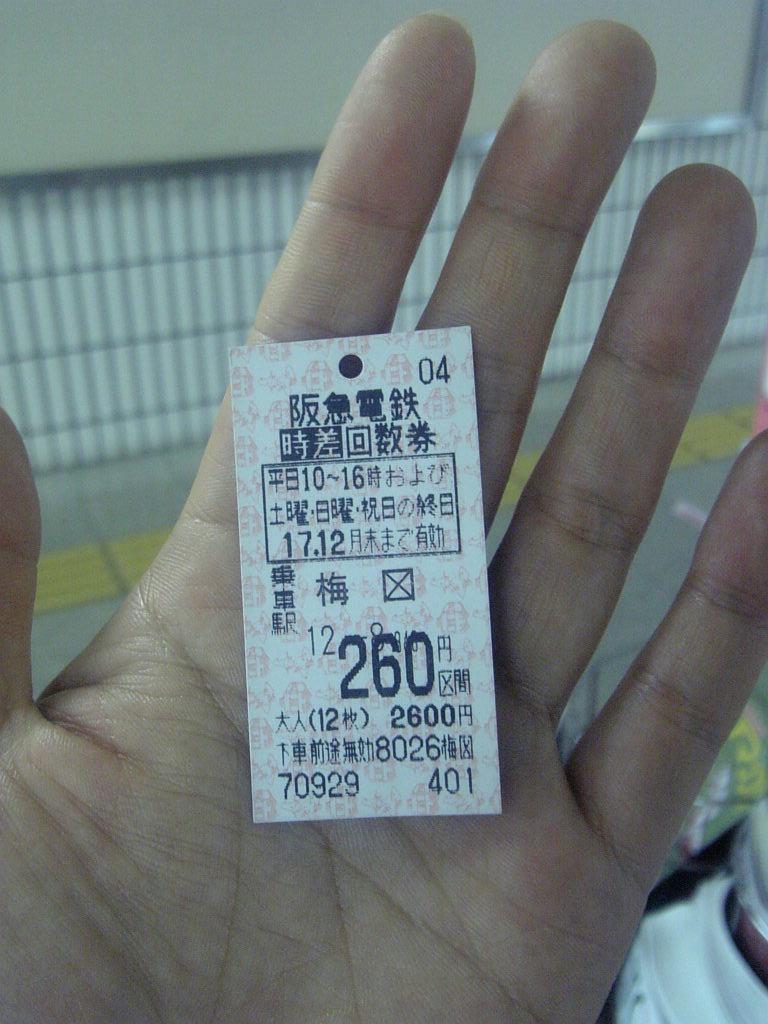 04
阪急電鉄
時差回数券
平日10~16時および
土曜・日曜・祝日の終日
17.12月末まで有効
乗車駅 梅 ☒
12
260円区間
大人(12枚) 2600円
下車前途無効8026梅☒
70929 401